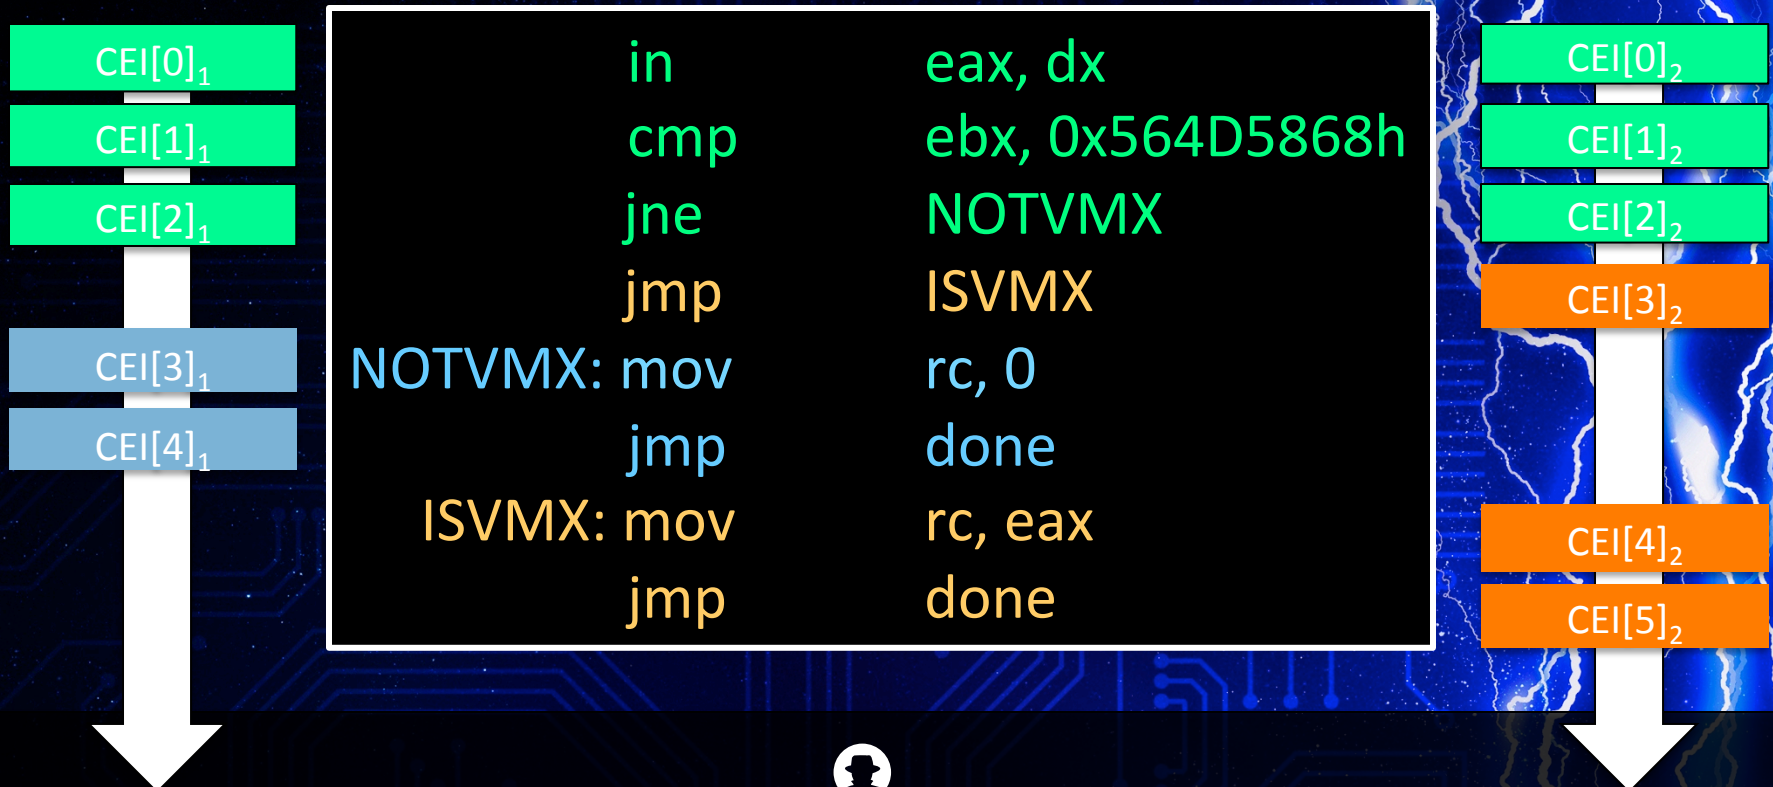 CEI[0]₁
CEI[1]₁
CEI[2]₁
CEI[3]₁
CEI[4]₁
in eax, dx
cmp ebx, 0x564D5868h
jne NOTVMX
jmp ISVMX
NOTVMX: mov rc, 0
jmp done
ISVMX: mov rc, eax
jmp done
CEI[0]₂
CEI[1]₂
CEI[2]₂
CEI[3]₂
CEI[4]₂
CEI[5]₂